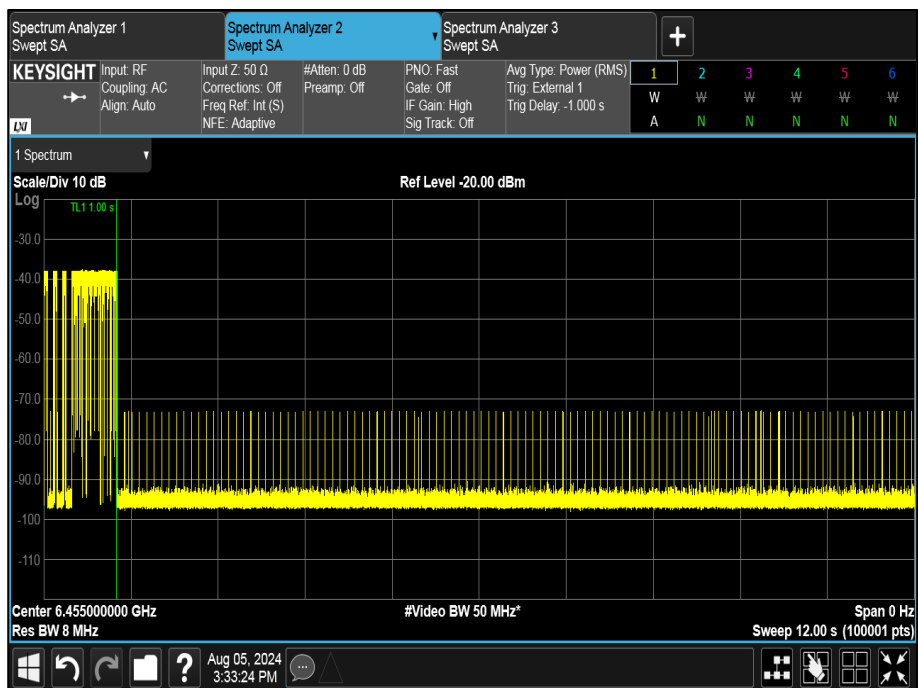 Spectrum Analyzer 1
Swept SA
Spectrum Analyzer 2
Swept SA
Spectrum Analyzer 3
Swept SA
KEYSIGHT
LXI
Input: RF
Coupling: AC
Align: Auto
Input Z: 50 Ω
Corrections: Off
Freq Ref: Int (S)
NFE: Adaptive
#Atten: 0 dB
Preamp: Off
PNO: Fast
Gate: Off
IF Gain: High
Sig Track: Off
Avg Type: Power (RMS)
Trig: External 1
Trig Delay: -1.000 s
1 2 3 4 5 6
W W W W W W
A N N N N N
1 Spectrum
Scale/Div 10 dB
Ref Level -20.00 dBm
Log
TL1 1.00 s
-30.0
-40.0
-50.0
-60.0
-70.0
-80.0
-90.0
-100
-110
Center 6.455000000 GHz
#Video BW 50 MHz*
Span 0 Hz
Res BW 8 MHz
Sweep 12.00 s (100001 pts)
Aug 05, 2024
3:33:24 PM